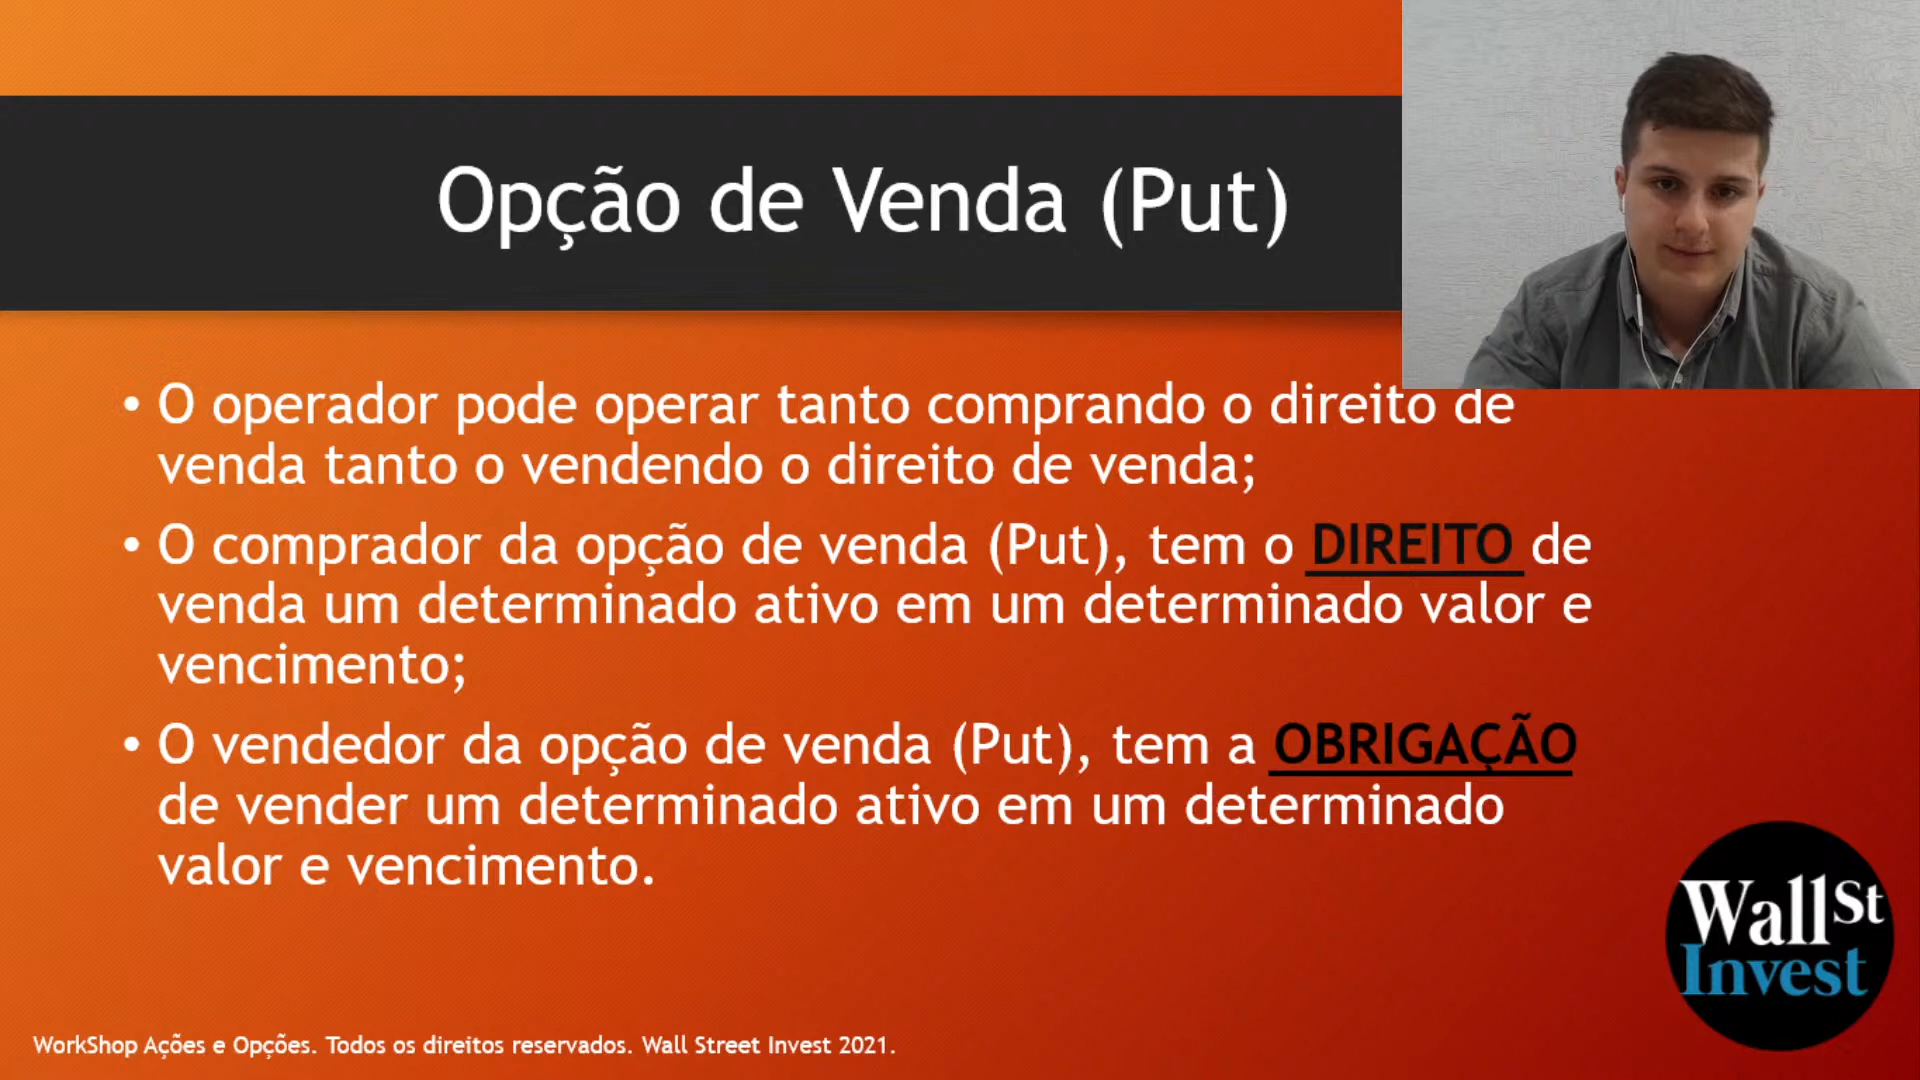 Opção de Venda (Put)
• O operador pode operar tanto comprando o direito de
venda tanto o vendendo o direito de venda;
• O comprador da opção de venda (Put), tem o DIREITO de
venda um determinado ativo em um determinado valor e
vencimento;
• O vendedor da opção de venda (Put), tem a OBRIGAÇÃO
de vender um determinado ativo em um determinado
valor e vencimento.
Wall St
Invest
WorkShop Ações e Opções. Todos os direitos reservados. Wall Street Invest 2021.